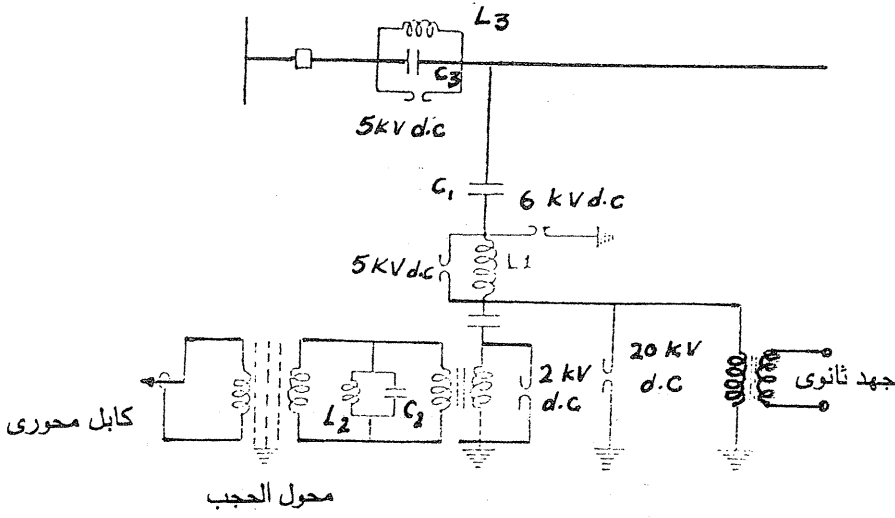 L3
C3
5KV d.c
C1
6 KV d.c
5KV d.c
L1
20 KV
d.c
2 KV
d.c
جهد ثانوى
L2
C2
كابل محورى
محول الحجب